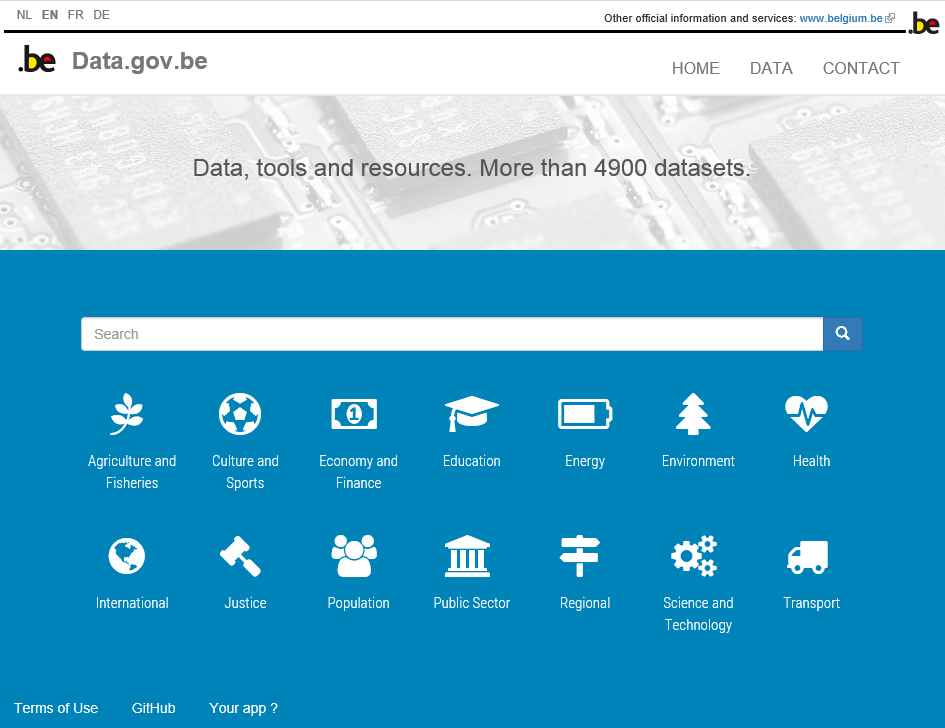 NL EN FR DE
Other official information and services: www.belgium.be
.be
.be
Data.gov.be
HOME DATA CONTACT
Data, tools and resources. More than 4900 datasets.
Search
1
Agriculture and
Fisheries
Culture and
Sports
Economy and
Finance
Education
Energy
Environment
Health
International
Justice
Population
Public Sector
Regional
Science and
Technology
Transport
Terms of Use GitHub Your app ?